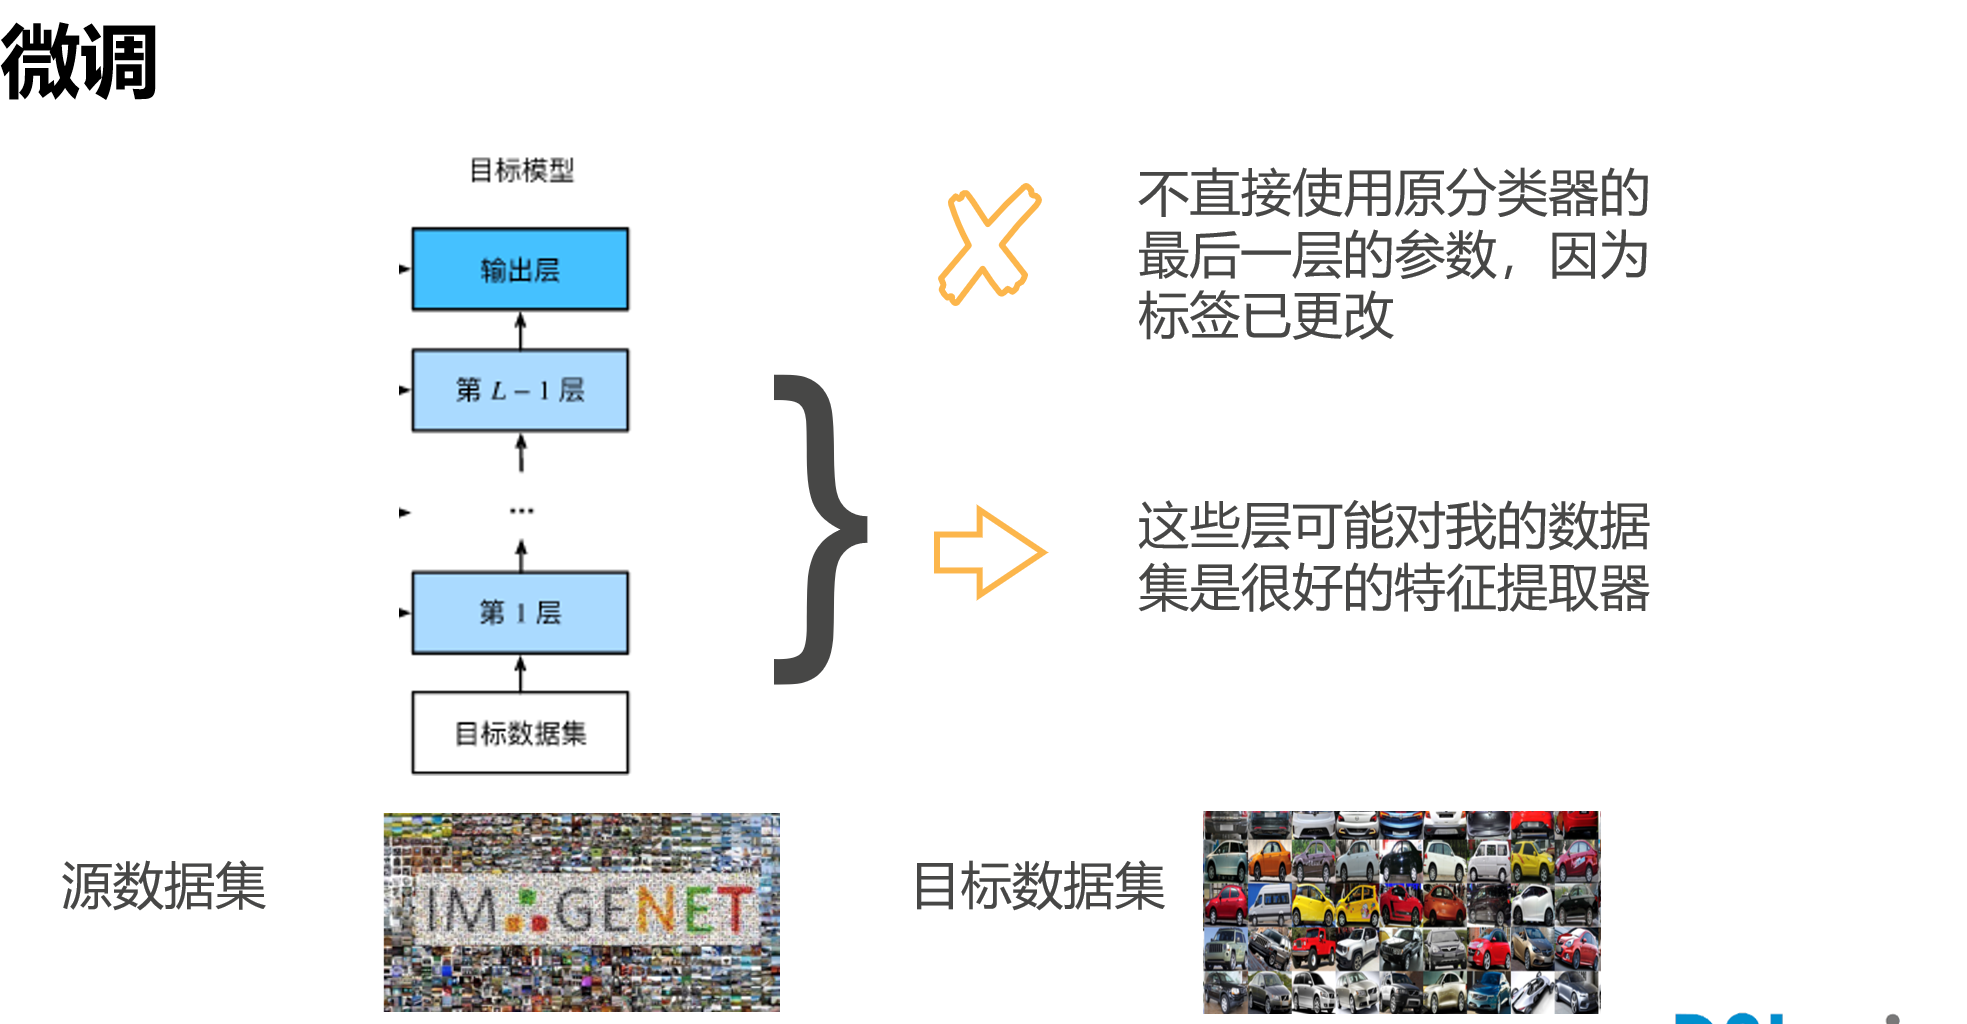 微调
目标模型
输出层
第 L − 1 层
...
第 1 层
目标数据集
不直接使用原分类器的
最后一层的参数，因为
标签已更改
这些层可能对我的数据
集是很好的特征提取器
源数据集
IMAGENET
目标数据集